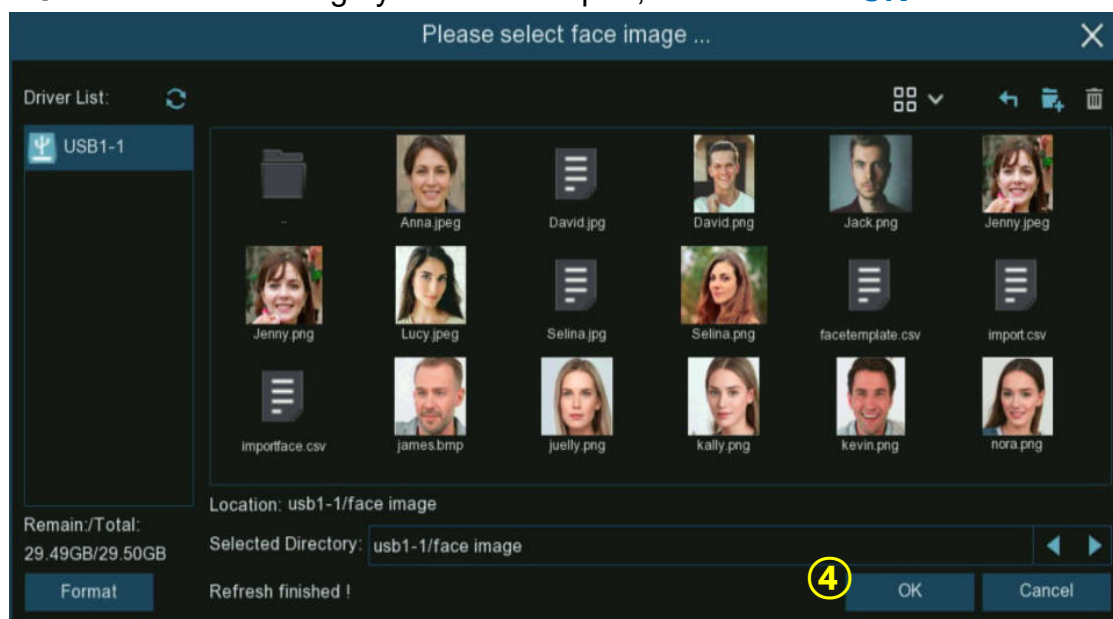 Please select face image ...
Driver List:
USB1-1
..
Anna.jpeg
David.jpg
David.png
Jack.png
Jenny.jpeg
Jenny.png
Lucy.jpeg
Selina.jpg
Selina.png
facetemplate.csv
import.csv
importface.csv
james.bmp
juelly.png
kally.png
kevin.png
nora.png
Location: usb1-1/face image
Remain:/Total:
29.49GB/29.50GB
Selected Directory: usb1-1/face image
Format
Refresh finished !
④
OK
Cancel